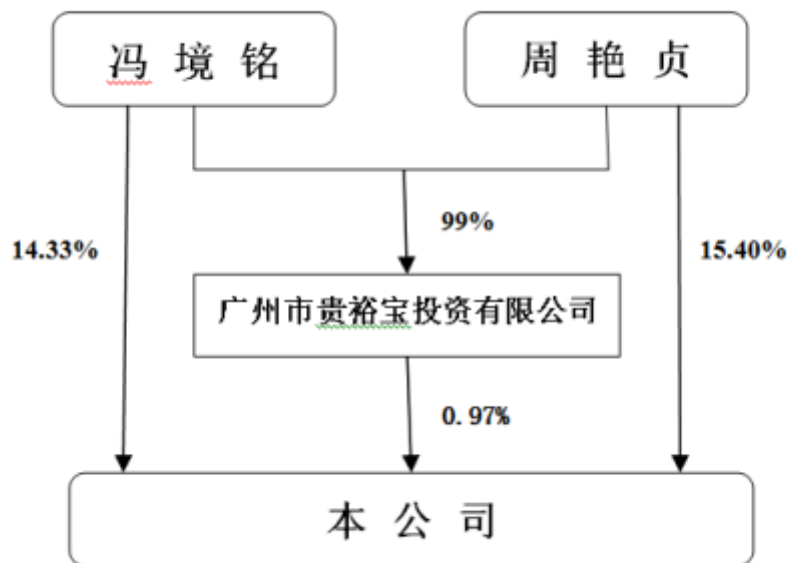 冯 境 铭
周 艳 贞
99%
14.33%
15.40%
广州市贵裕宝投资有限公司
0.97%
本 公 司